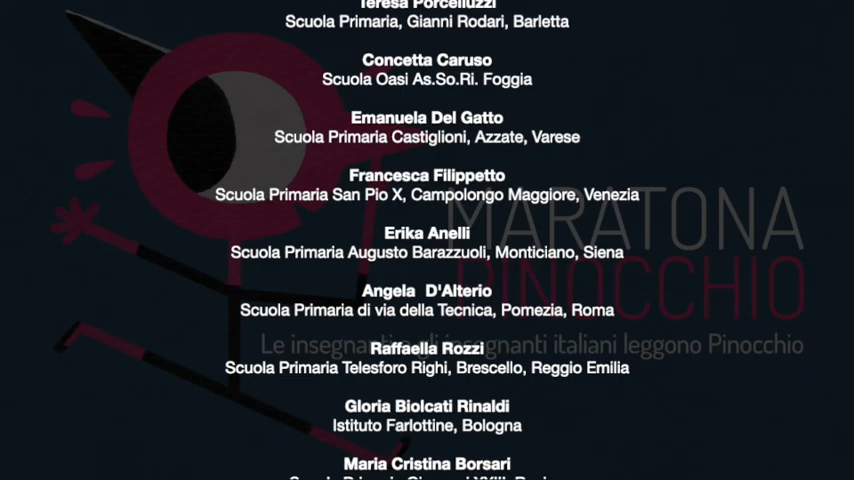 Teresa Porcelluzzi
Scuola Primaria, Gianni Rodari, Barletta
Concetta Caruso
Scuola Oasi As.So.Ri. Foggia
Emanuela Del Gatto
Scuola Primaria Castiglioni, Azzate, Varese
Francesca Filippetto
Scuola Primaria San Pio X, Campolongo Maggiore, Venezia
Erika Anelli
Scuola Primaria Augusto Barazzuoli, Monticiano, Siena
Angela D'Alterio
Scuola Primaria di via della Tecnica, Pomezia, Roma
Raffaella Rozzi
Scuola Primaria Telesforo Righi, Brescello, Reggio Emilia
Gloria Biolcati Rinaldi
Istituto Farlottine, Bologna
Maria Cristina Borsari
MARATONA
PINOCCHIO
Le insegnanti e gli insegnanti italiani leggono Pinocchio